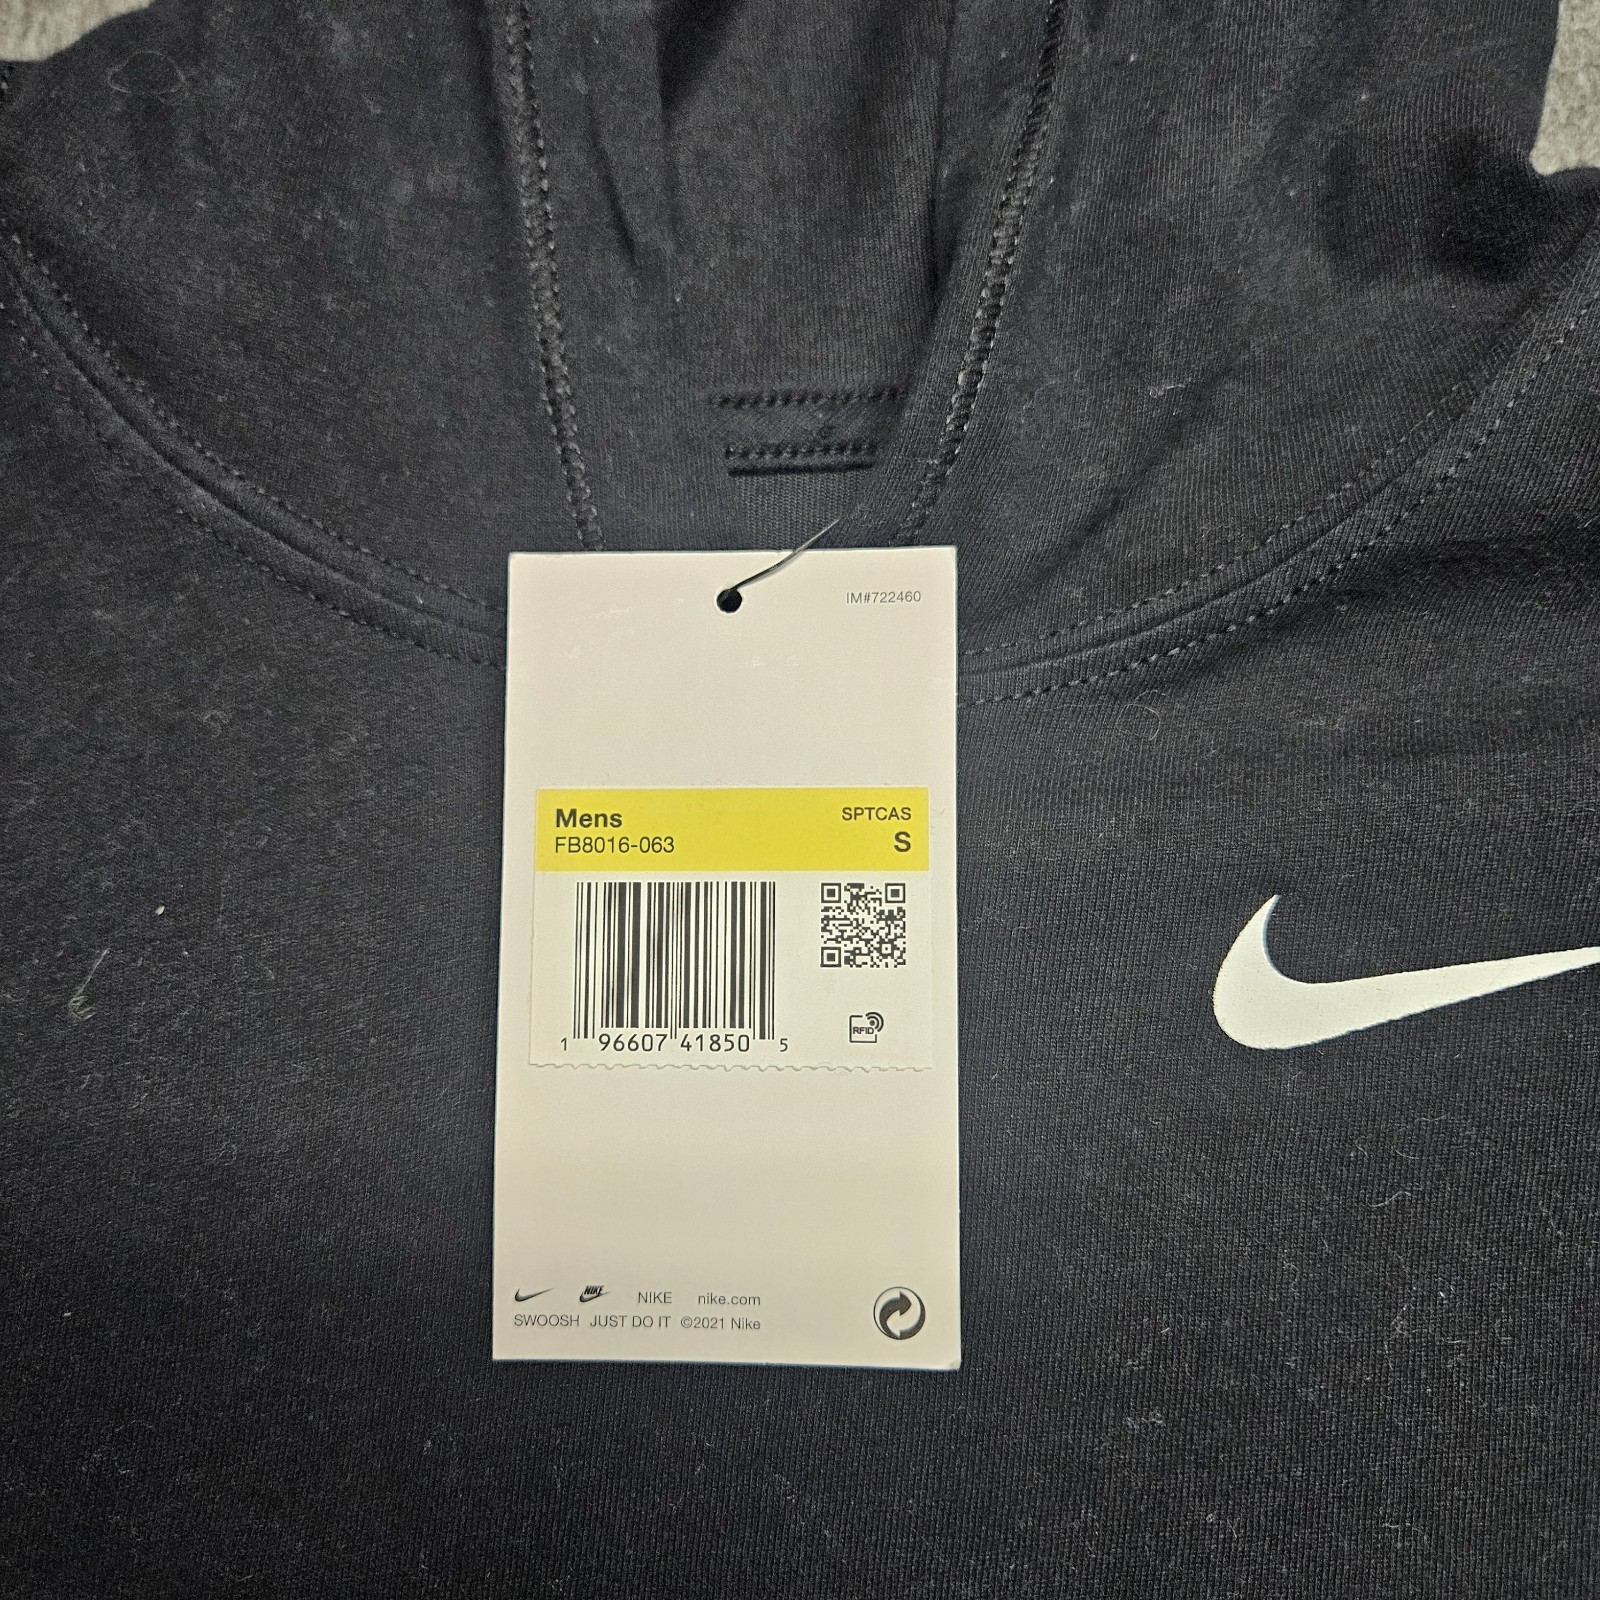 IM#722460
Mens
SPTCAS
FB8016-063
S
1 96607 41850 5
RFID
NIKE NIKE nike.com
SWOOSH JUST DO IT ©2021 Nike